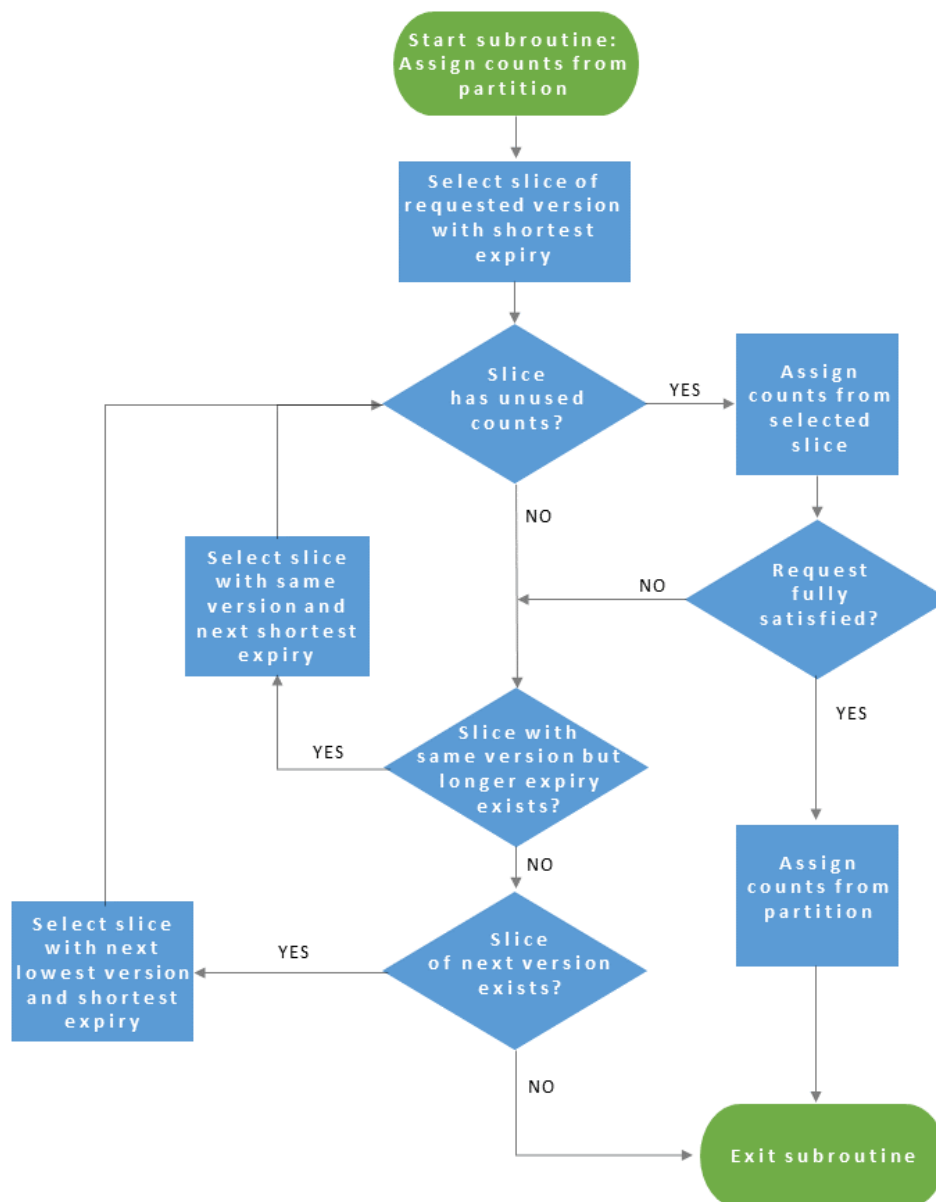 Start subroutine:
Assign counts from
partition
Select slice of
requested version
with shortest
expiry
Slice
has unused
counts?
YES
Assign
counts from
selected
slice
NO
Select slice
with same
version and
next shortest
expiry
NO
Request
fully
satisfied?
YES
YES
Slice with
same version but
longer expiry
exists?
NO
Assign
counts from
partition
Select slice
with next
lowest version
and shortest
expiry
YES
Slice
of next version
exists?
NO
Exit subroutine